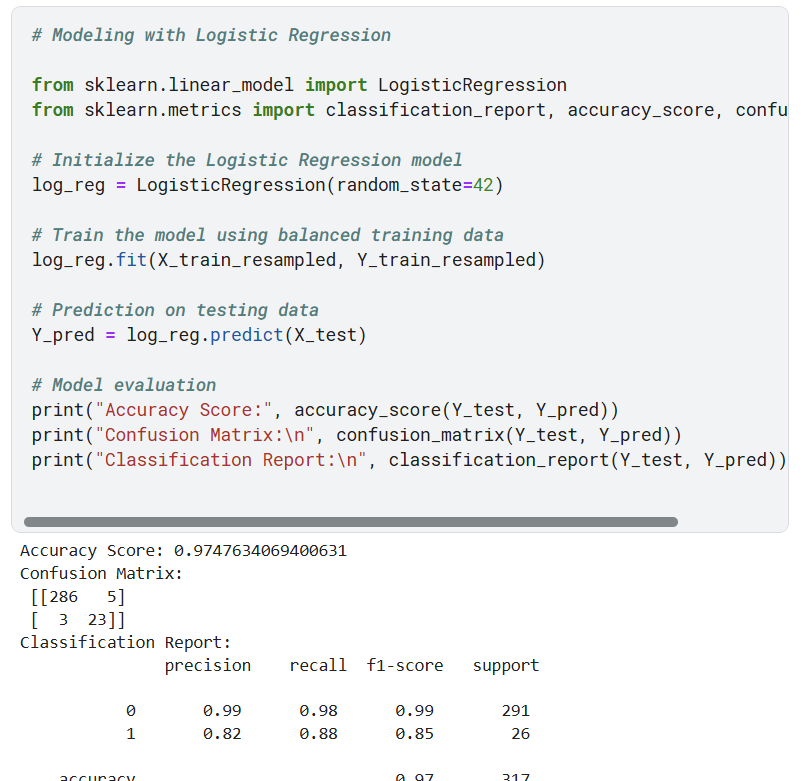 # Modeling with Logistic Regression
from sklearn.linear_model import LogisticRegression
from sklearn.metrics import classification_report, accuracy_score, confu
# Initialize the Logistic Regression model
log_reg = LogisticRegression(random_state=42)
# Train the model using balanced training data
log_reg.fit(X_train_resampled, Y_train_resampled)
# Prediction on testing data
Y_pred = log_reg.predict(X_test)
# Model evaluation
print("Accuracy Score:", accuracy_score(Y_test, Y_pred))
print("Confusion Matrix:\n", confusion_matrix(Y_test, Y_pred))
print("Classification Report:\n", classification_report(Y_test, Y_pred))
Accuracy Score: 0.9747634069400631
Confusion Matrix:
[[286 5]
[ 3 23]]
Classification Report:
precision recall f1-score support
0 0.99 0.98 0.99 291
1 0.82 0.88 0.85 26
accuracy 0.97 317